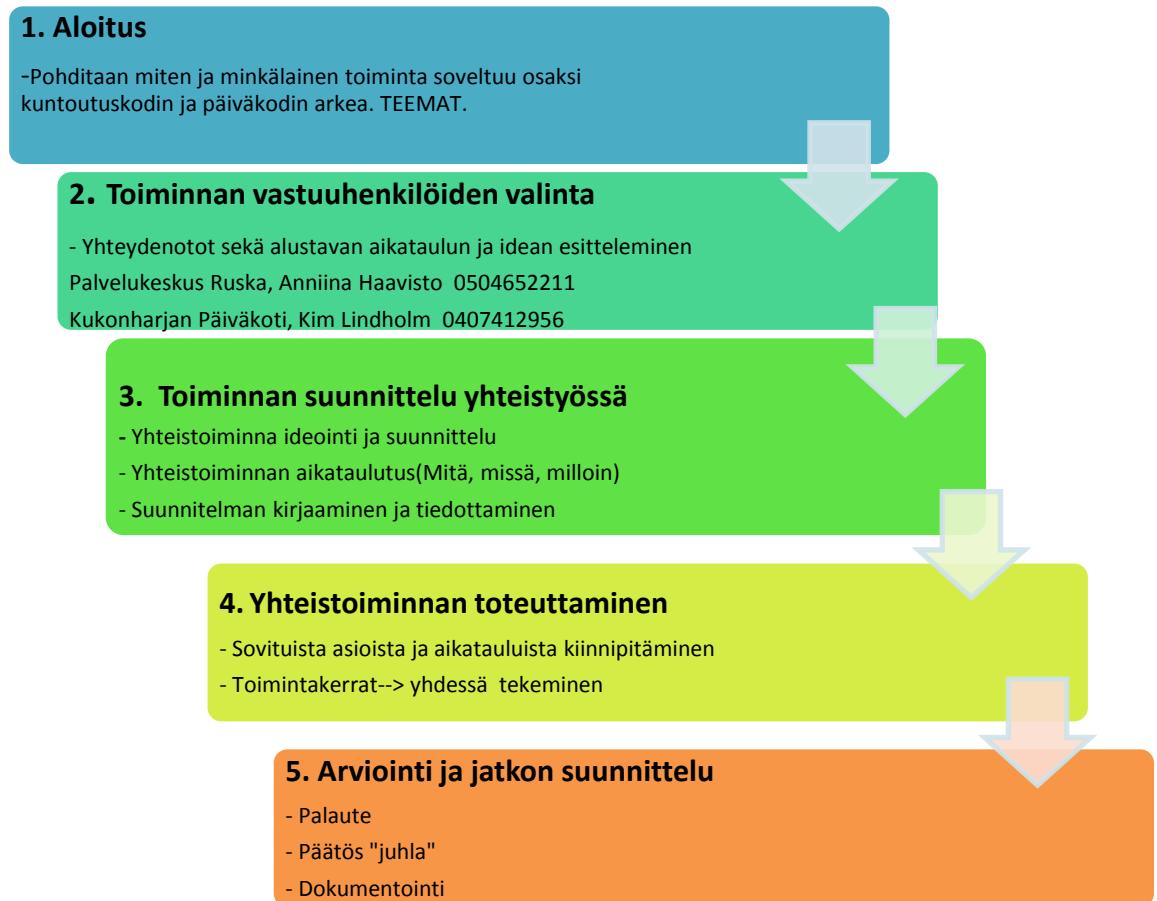 1. Aloitus
-Pohditaan miten ja minkälainen toiminta soveltuu osaksi
kuntoutuskodin ja päiväkodin arkea. TEEMAT.
2. Toiminnan vastuuhenkilöiden valinta
- Yhteydenotot sekä alustavan aikataulun ja idean esitteleminen
Palvelukeskus Ruska, Anniina Haavisto 0504652211
Kukonharjan Päiväkoti, Kim Lindholm 0407412956
3. Toiminnan suunnittelu yhteistyössä
- Yhteistoiminna ideointi ja suunnittelu
- Yhteistoiminnan aikataulutus(Mitä, missä, milloin)
- Suunnitelman kirjaaminen ja tiedottaminen
4. Yhteistoiminnan toteuttaminen
- Sovituista asioista ja aikatauluista kiinnipitäminen
- Toimintakerrat--> yhdessä tekeminen
5. Arviointi ja jatkon suunnittelu
- Palaute
- Päätös "juhla"
- Dokumentointi